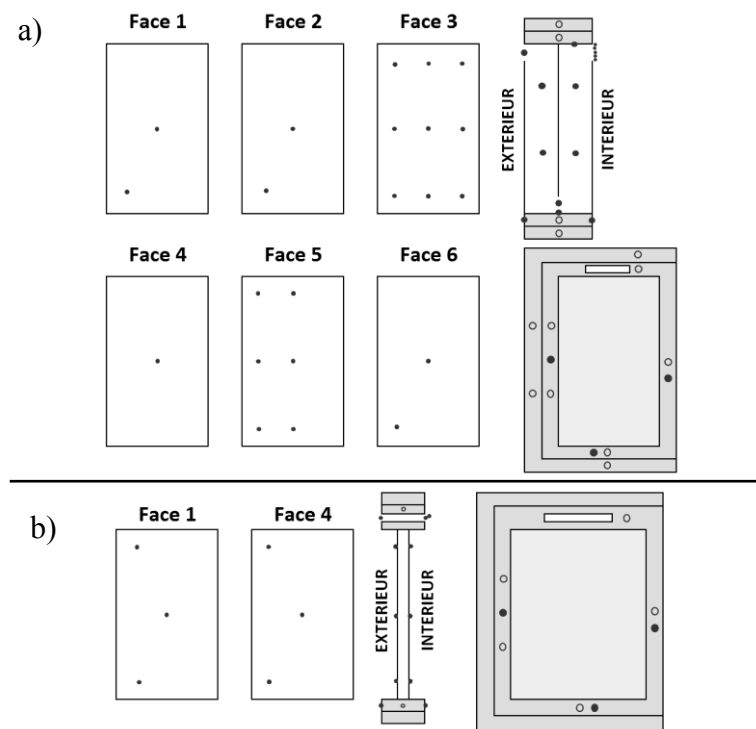 a)
Face 1 Face 2 Face 3
EXTERIEUR
INTERIEUR
Face 4 Face 5 Face 6
b)
Face 1 Face 4
EXTERIEUR
INTERIEUR